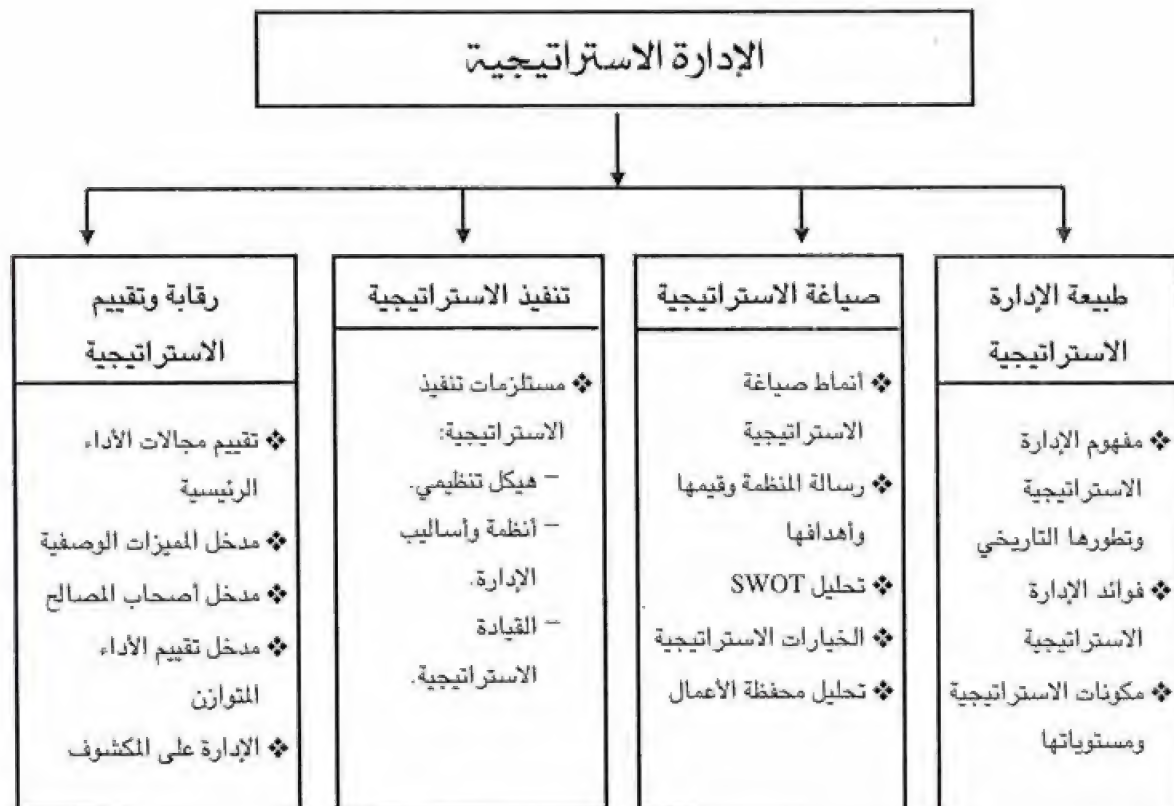 الإدارة الاستراتيجية
طبيعة الإدارة
الاستراتيجية
❖ مفهوم الإدارة
الاستراتيجية
وتطورها التاريخي
❖ فوائد الإدارة
الاستراتيجية
❖ مكونات الاستراتيجية
ومستوياتها
صياغة الاستراتيجية
❖ أنماط صياغة
الاستراتيجية
❖ رسالة المنظمة وقيمها
وأهدافها
❖ تحليل SWOT
❖ الخيارات الاستراتيجية
❖ تحليل محفظة الأعمال
تنفيذ الاستراتيجية
❖ مستلزمات تنفيذ
الاستراتيجية:
– هيكل تنظيمي.
– أنظمة وأساليب
الإدارة.
– القيادة
الاستراتيجية.
رقابة وتقييم
الاستراتيجية
❖ تقييم مجالات الأداء
الرئيسية
❖ مدخل الميزات الوصفية
❖ مدخل أصحاب المصالح
❖ مدخل تقييم الأداء
المتوازن
❖ الإدارة على المكشوف